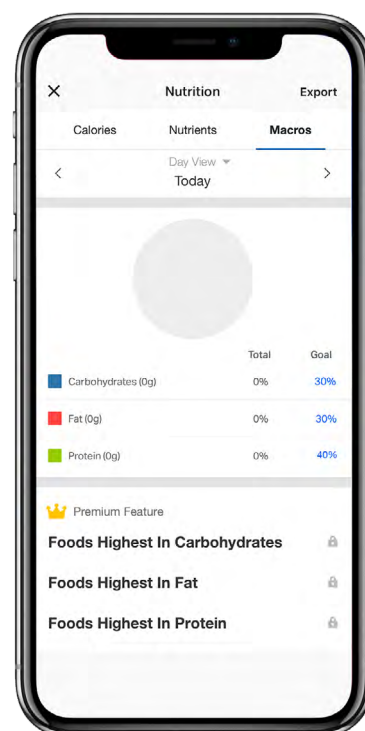 Nutrition Export
Calories Nutrients Macros
Day View
Today
Total Goal
Carbohydrates (0g) 0% 30%
Fat (0g) 0% 30%
Protein (0g) 0% 40%
Premium Feature
Foods Highest In Carbohydrates
Foods Highest In Fat
Foods Highest In Protein